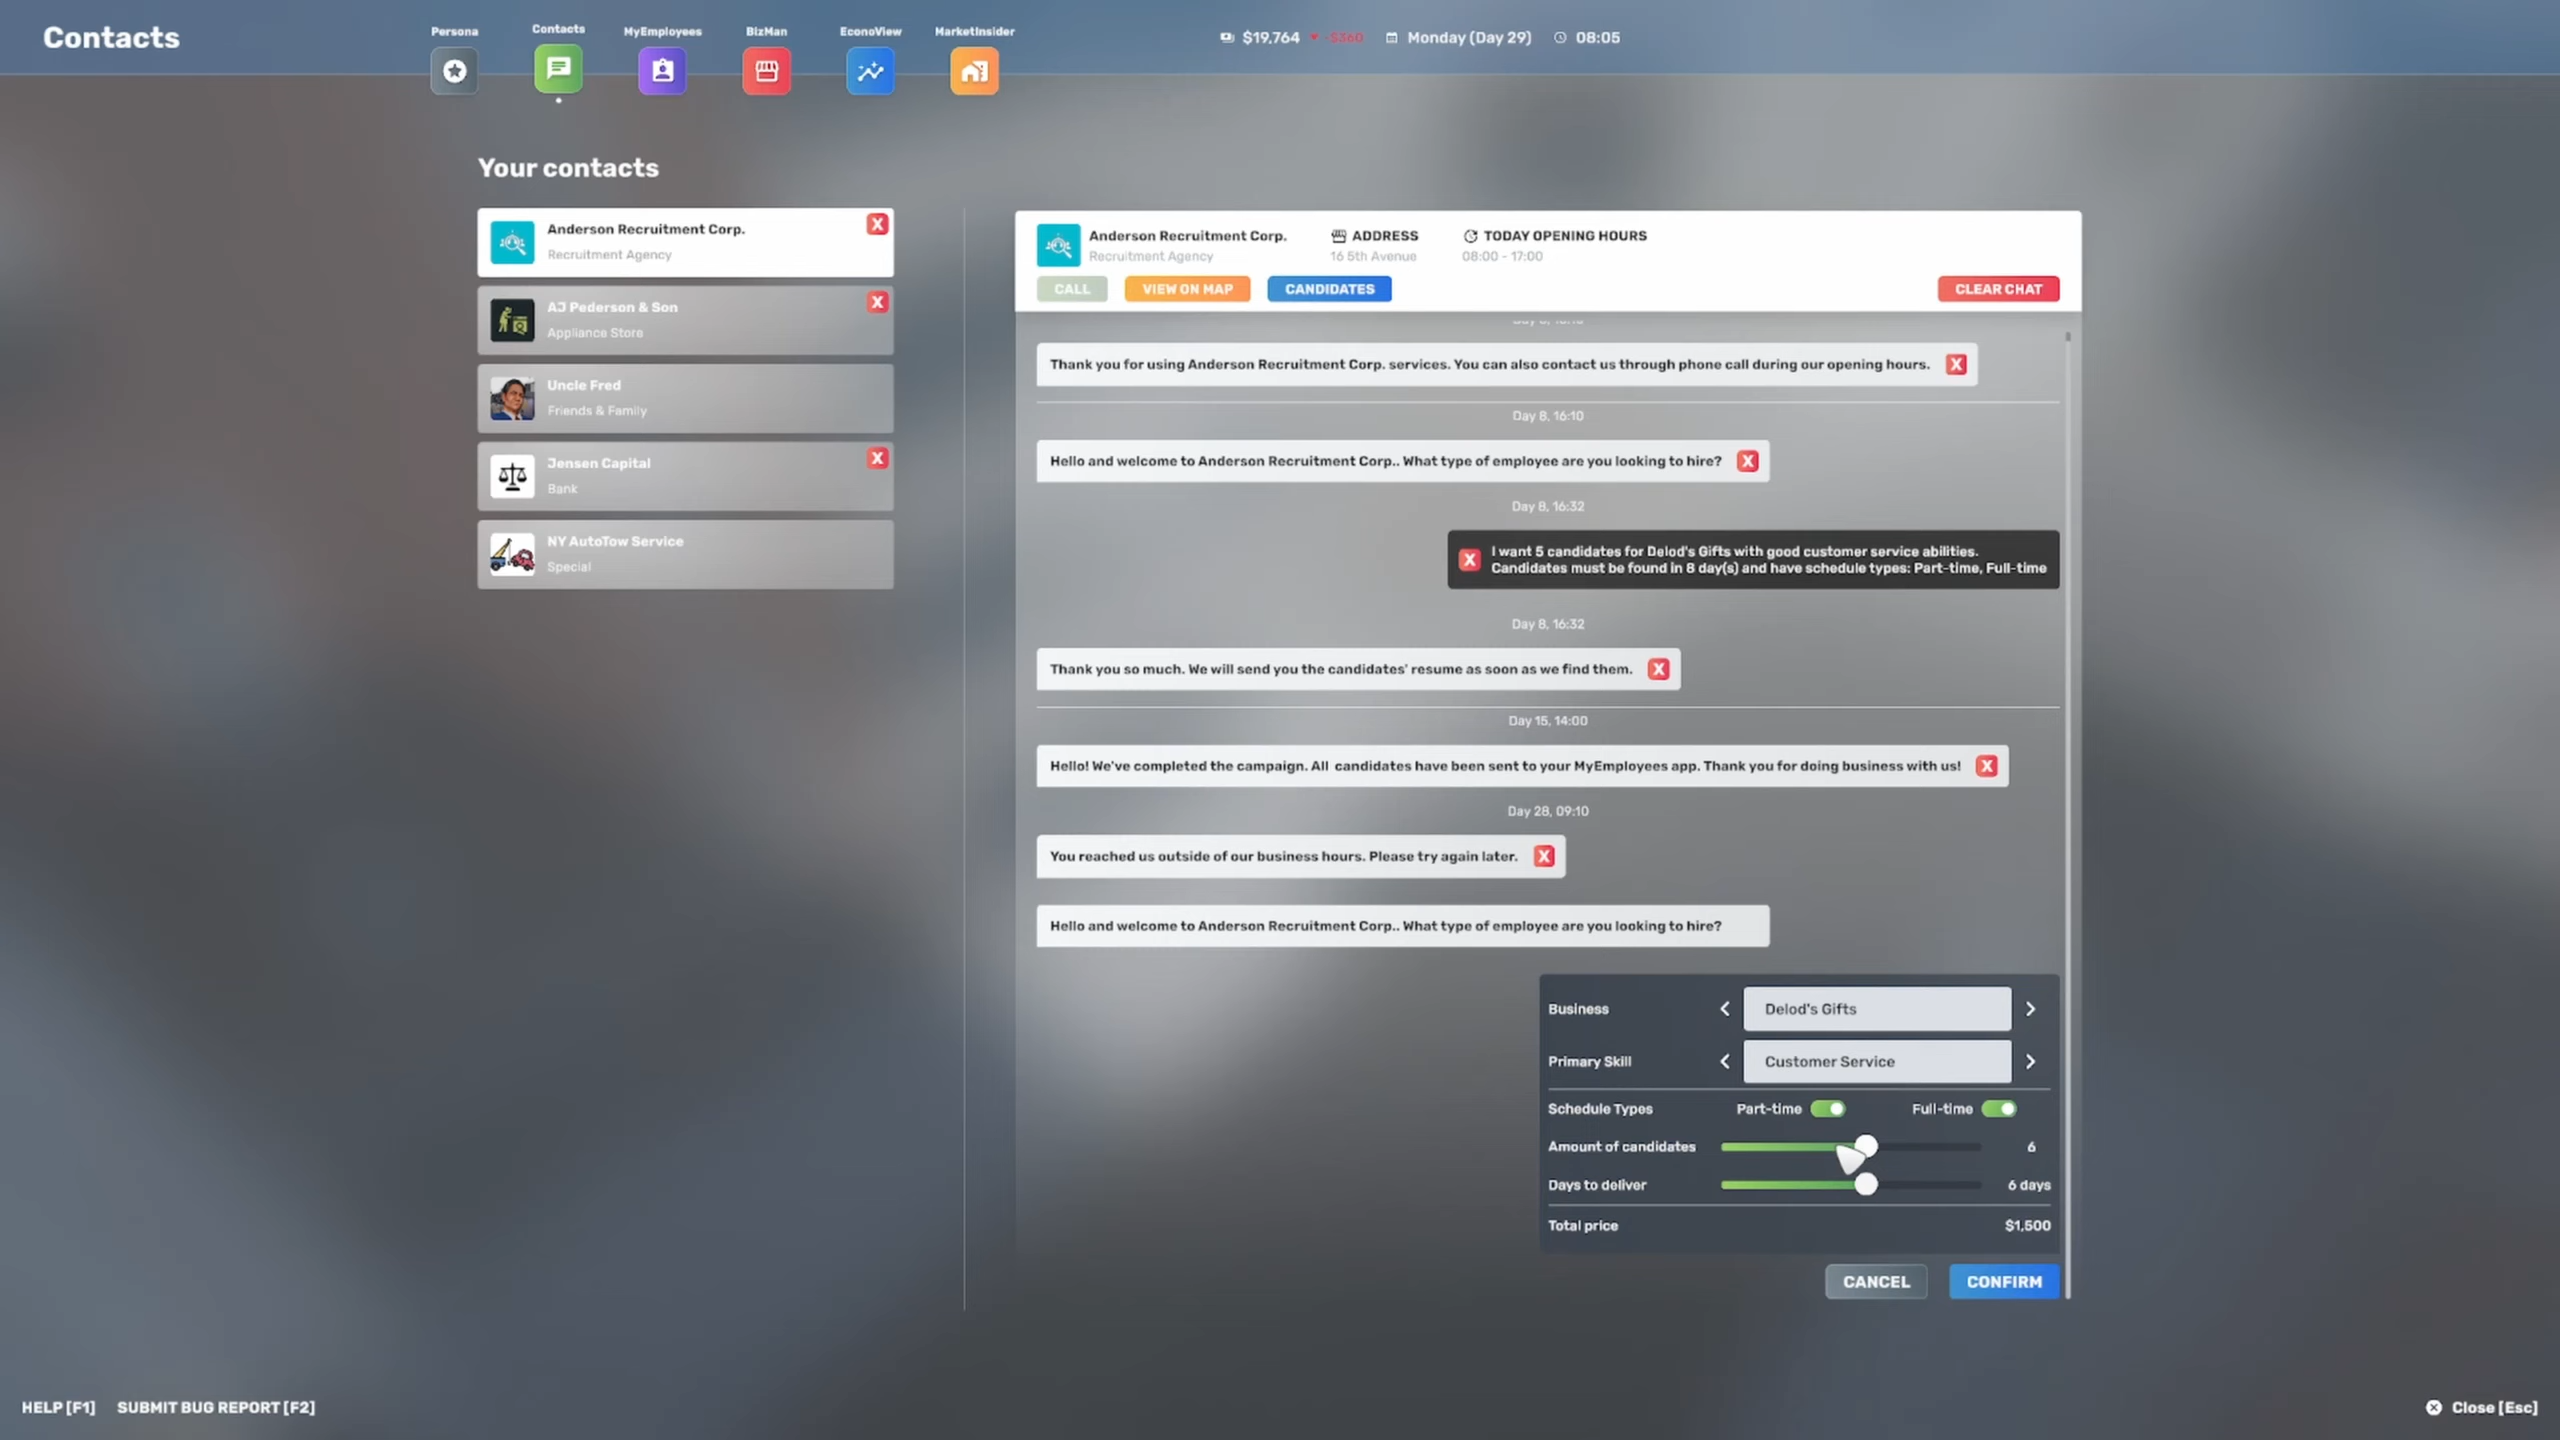 Contacts
Persona
Contacts
MyEmployees
BizMan
EconoView
MarketInsider
$19,764 -$360 Monday (Day 29) 08:05
Your contacts
Anderson Recruitment Corp.
Recruitment Agency
X
AJ Pederson & Son
Appliance Store
X
Uncle Fred
Friends & Family
Jensen Capital
Bank
X
NY AutoTow Service
Special
Anderson Recruitment Corp.
Recruitment Agency
ADDRESS
16 5th Avenue
TODAY OPENING HOURS
08:00 - 17:00
CALL
VIEW ON MAP
CANDIDATES
CLEAR CHAT
Thank you for using Anderson Recruitment Corp. services. You can also contact us through phone call during our opening hours. X
Day 8, 16:10
Hello and welcome to Anderson Recruitment Corp.. What type of employee are you looking to hire? X
Day 8, 16:32
X I want 5 candidates for Delod's Gifts with good customer service abilities.
Candidates must be found in 8 day(s) and have schedule types: Part-time, Full-time
Day 8, 16:32
Thank you so much. We will send you the candidates' resume as soon as we find them. X
Day 15, 14:00
Hello! We've completed the campaign. All candidates have been sent to your MyEmployees app. Thank you for doing business with us! X
Day 28, 09:10
You reached us outside of our business hours. Please try again later. X
Hello and welcome to Anderson Recruitment Corp.. What type of employee are you looking to hire?
Business < Delod's Gifts >
Primary Skill < Customer Service >
Schedule Types Part-time Full-time
Amount of candidates 6
Days to deliver 6 days
Total price $1,500
CANCEL CONFIRM
HELP [F1] SUBMIT BUG REPORT [F2]
Close [Esc]